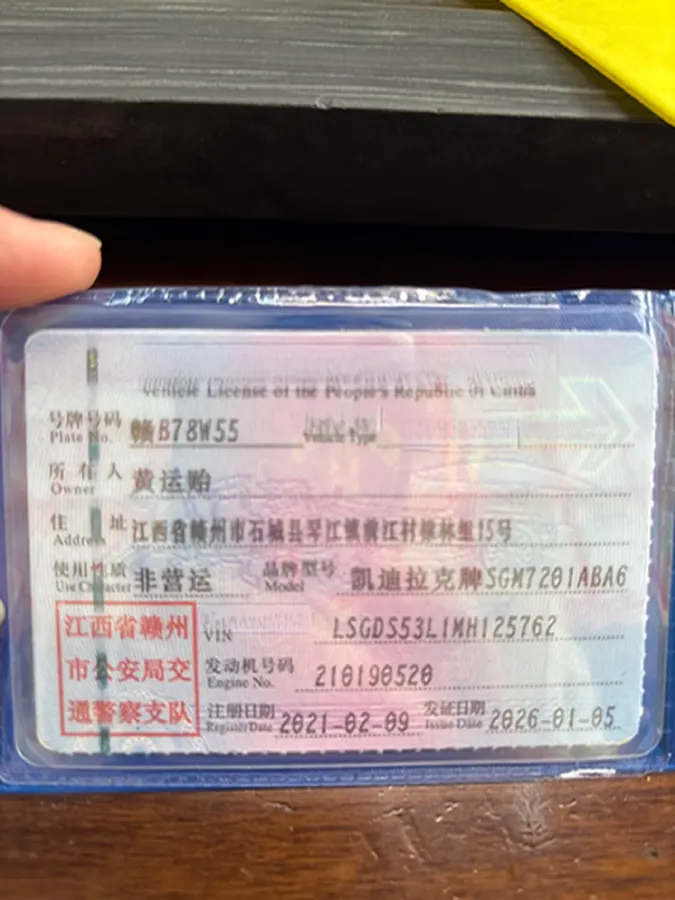 Vehicle License of the People's Republic of China
号牌号码 赣B78W55 Vehicle Type
Plate No.
所有人 黄运贻
Owner
住址 江西省赣州市石城县琴江镇前江村 林组15号
Address
使用性质 非营运 品牌型号 凯迪拉克牌SGM7201ABA6
Use Character Model
江西省赣州 VIN LSGDS53L1MH125762
市公安局交 发动机号码 210190520
Engine No.
通警察支队 注册日期 2021-02-09 发证日期 2026-01-05
Register Date Issue Date